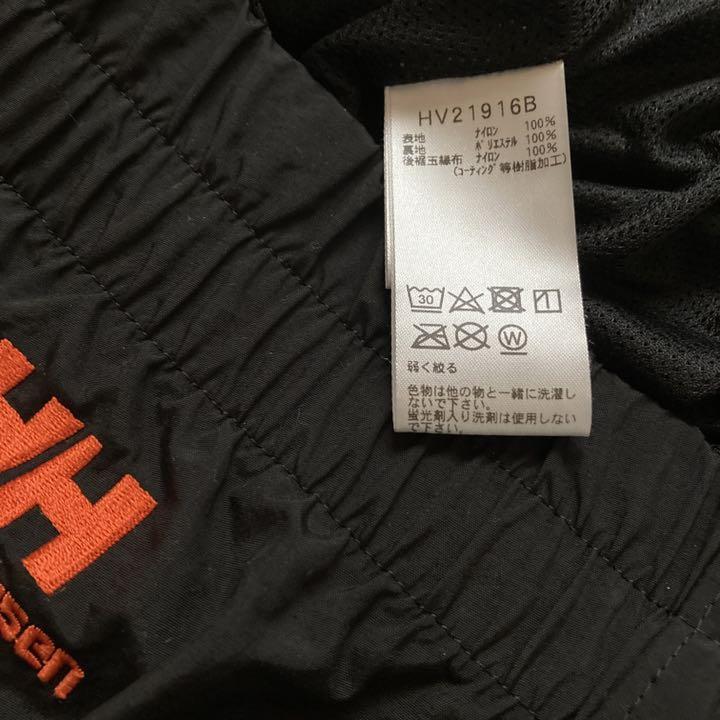 HV21916B
表地 ナイロン 100%
裏地 ポリエステル 100%
後裾玉縁布 ナイロン 100%
(コーティング等樹脂加工)
30
W
弱く絞る
色物は他の物と一緒に洗濯し
ないで下さい。
蛍光剤入り洗剤は使用しない
で下さい。
HH
sen